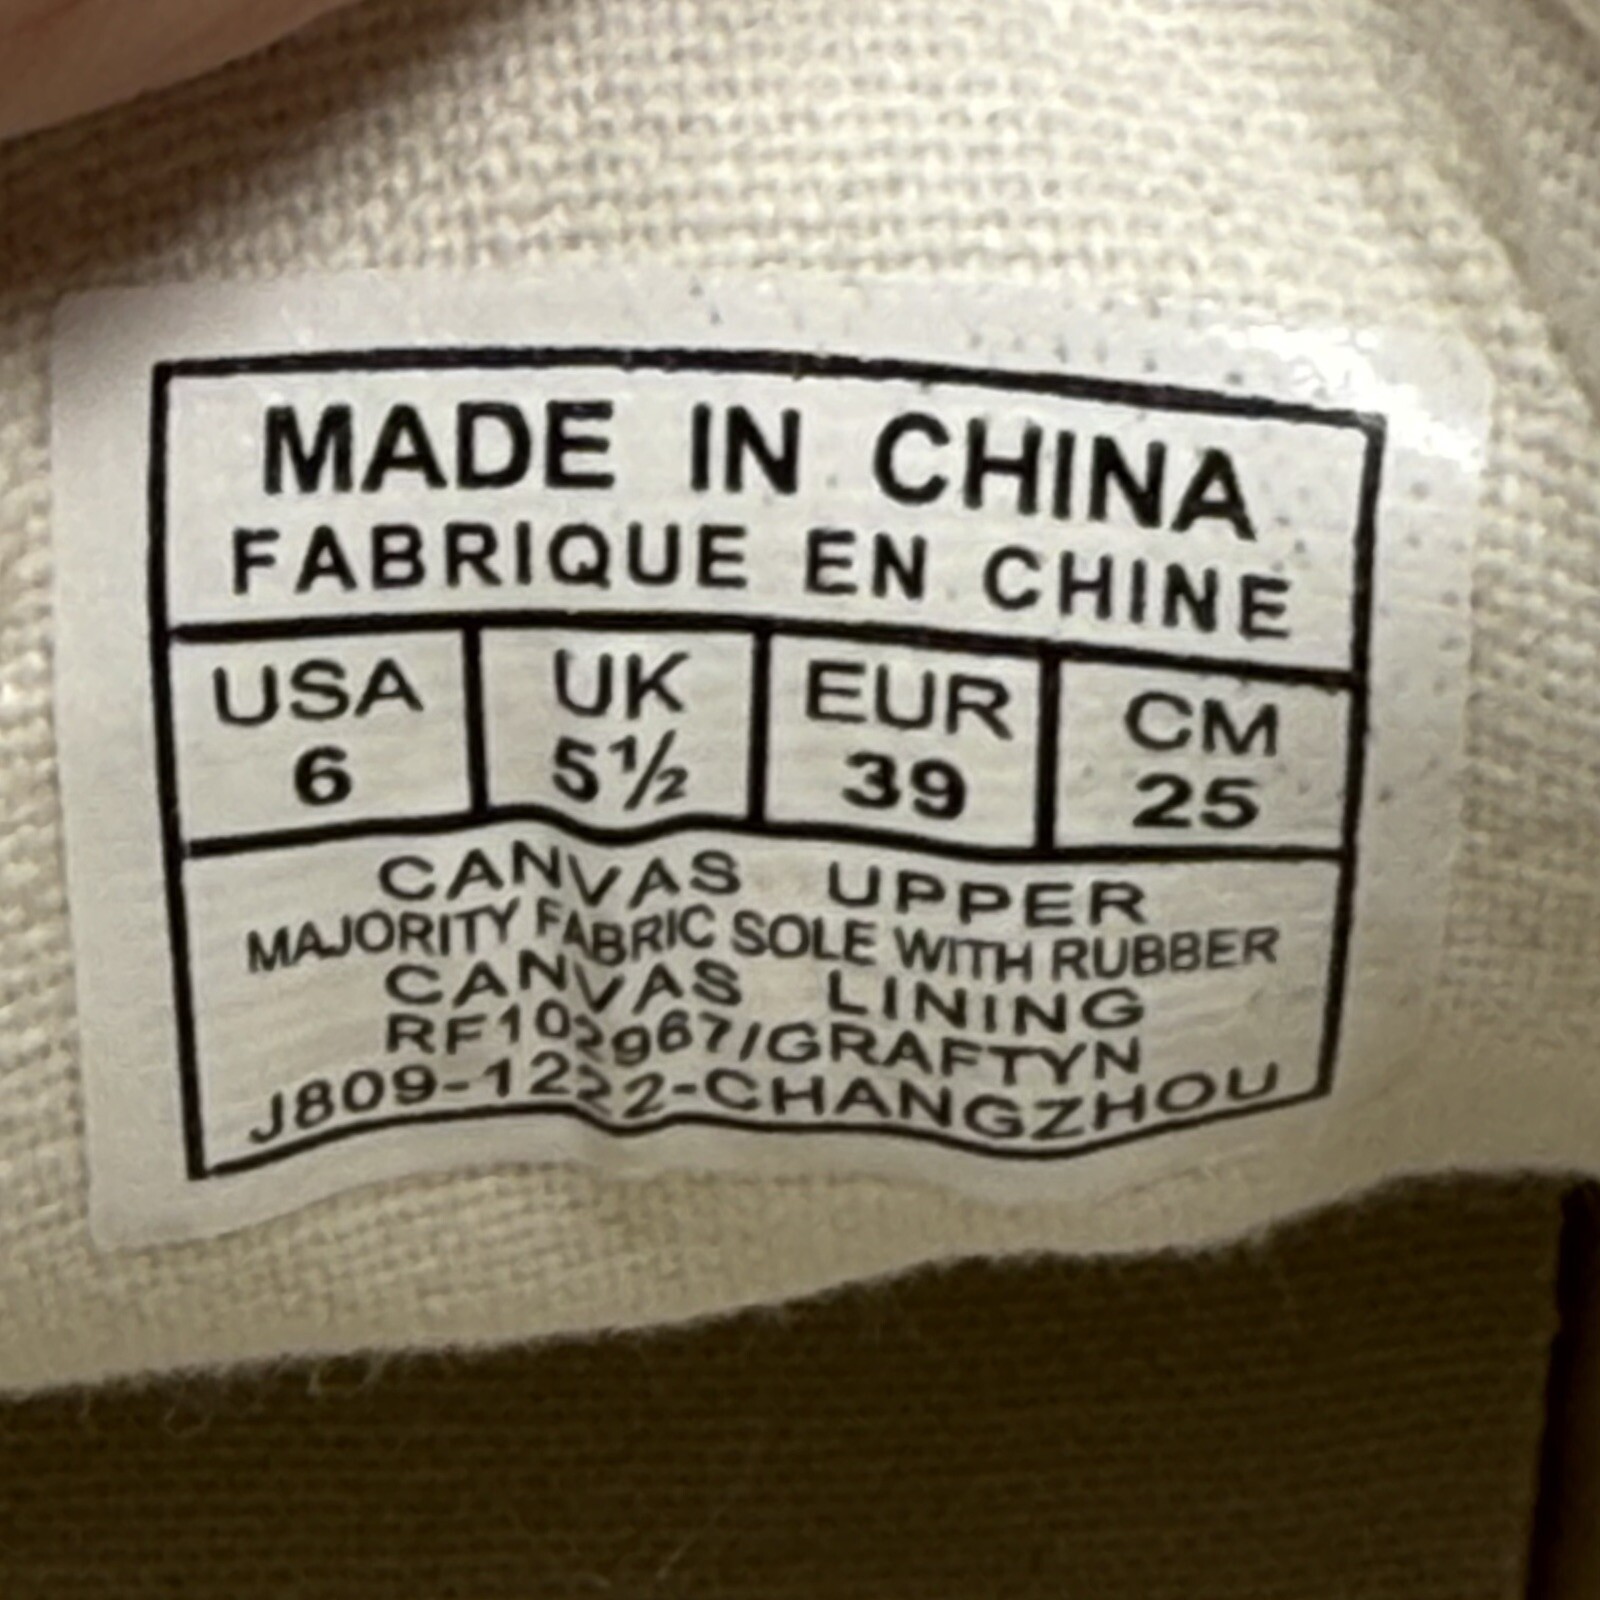 MADE IN CHINA
FABRIQUE EN CHINE
USA UK EUR CM
6 5½ 39 25
CANVAS UPPER
MAJORITY FABRIC SOLE WITH RUBBER
CANVAS LINING
RF102967/GRAFTYN
J809-1222-CHANGZHOU